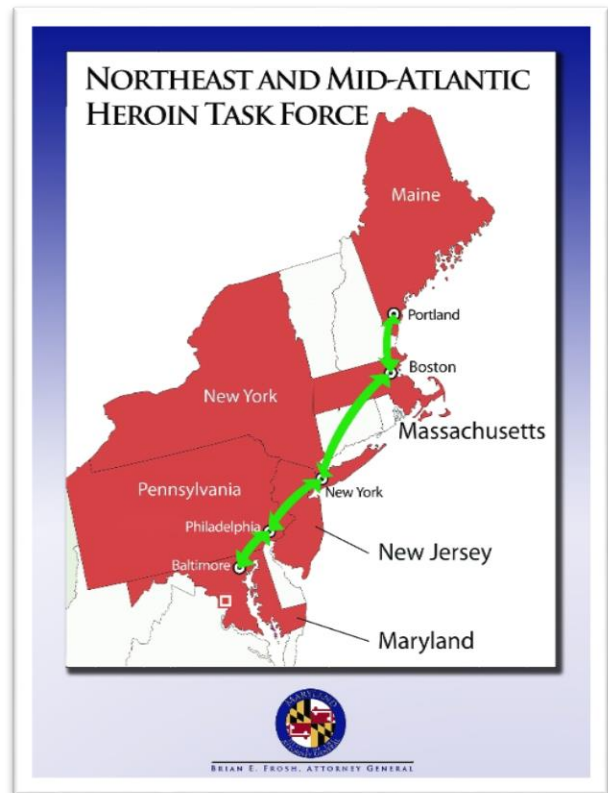 NORTHEAST AND MID-ATLANTIC
HEROIN TASK FORCE
Maine
Portland
Boston
New York
Massachusetts
Pennsylvania
New York
Philadelphia
New Jersey
Baltimore
Maryland
MARYLAND
BRIAN E. FROSH, ATTORNEY GENERAL